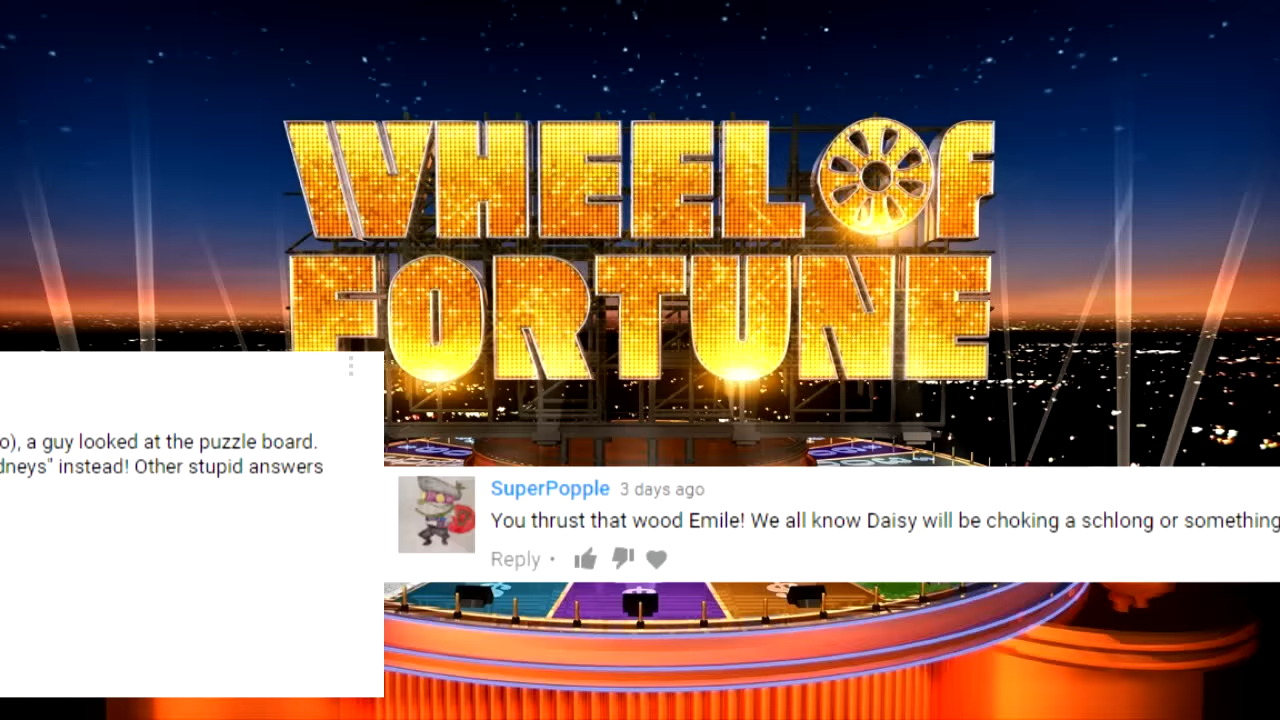 WHEEL OF
FORTUNE
o), a guy looked at the puzzle board.
dneys" instead! Other stupid answers
SuperPopple 3 days ago
You thrust that wood Emile! We all know Daisy will be choking a schlong or something
Reply •